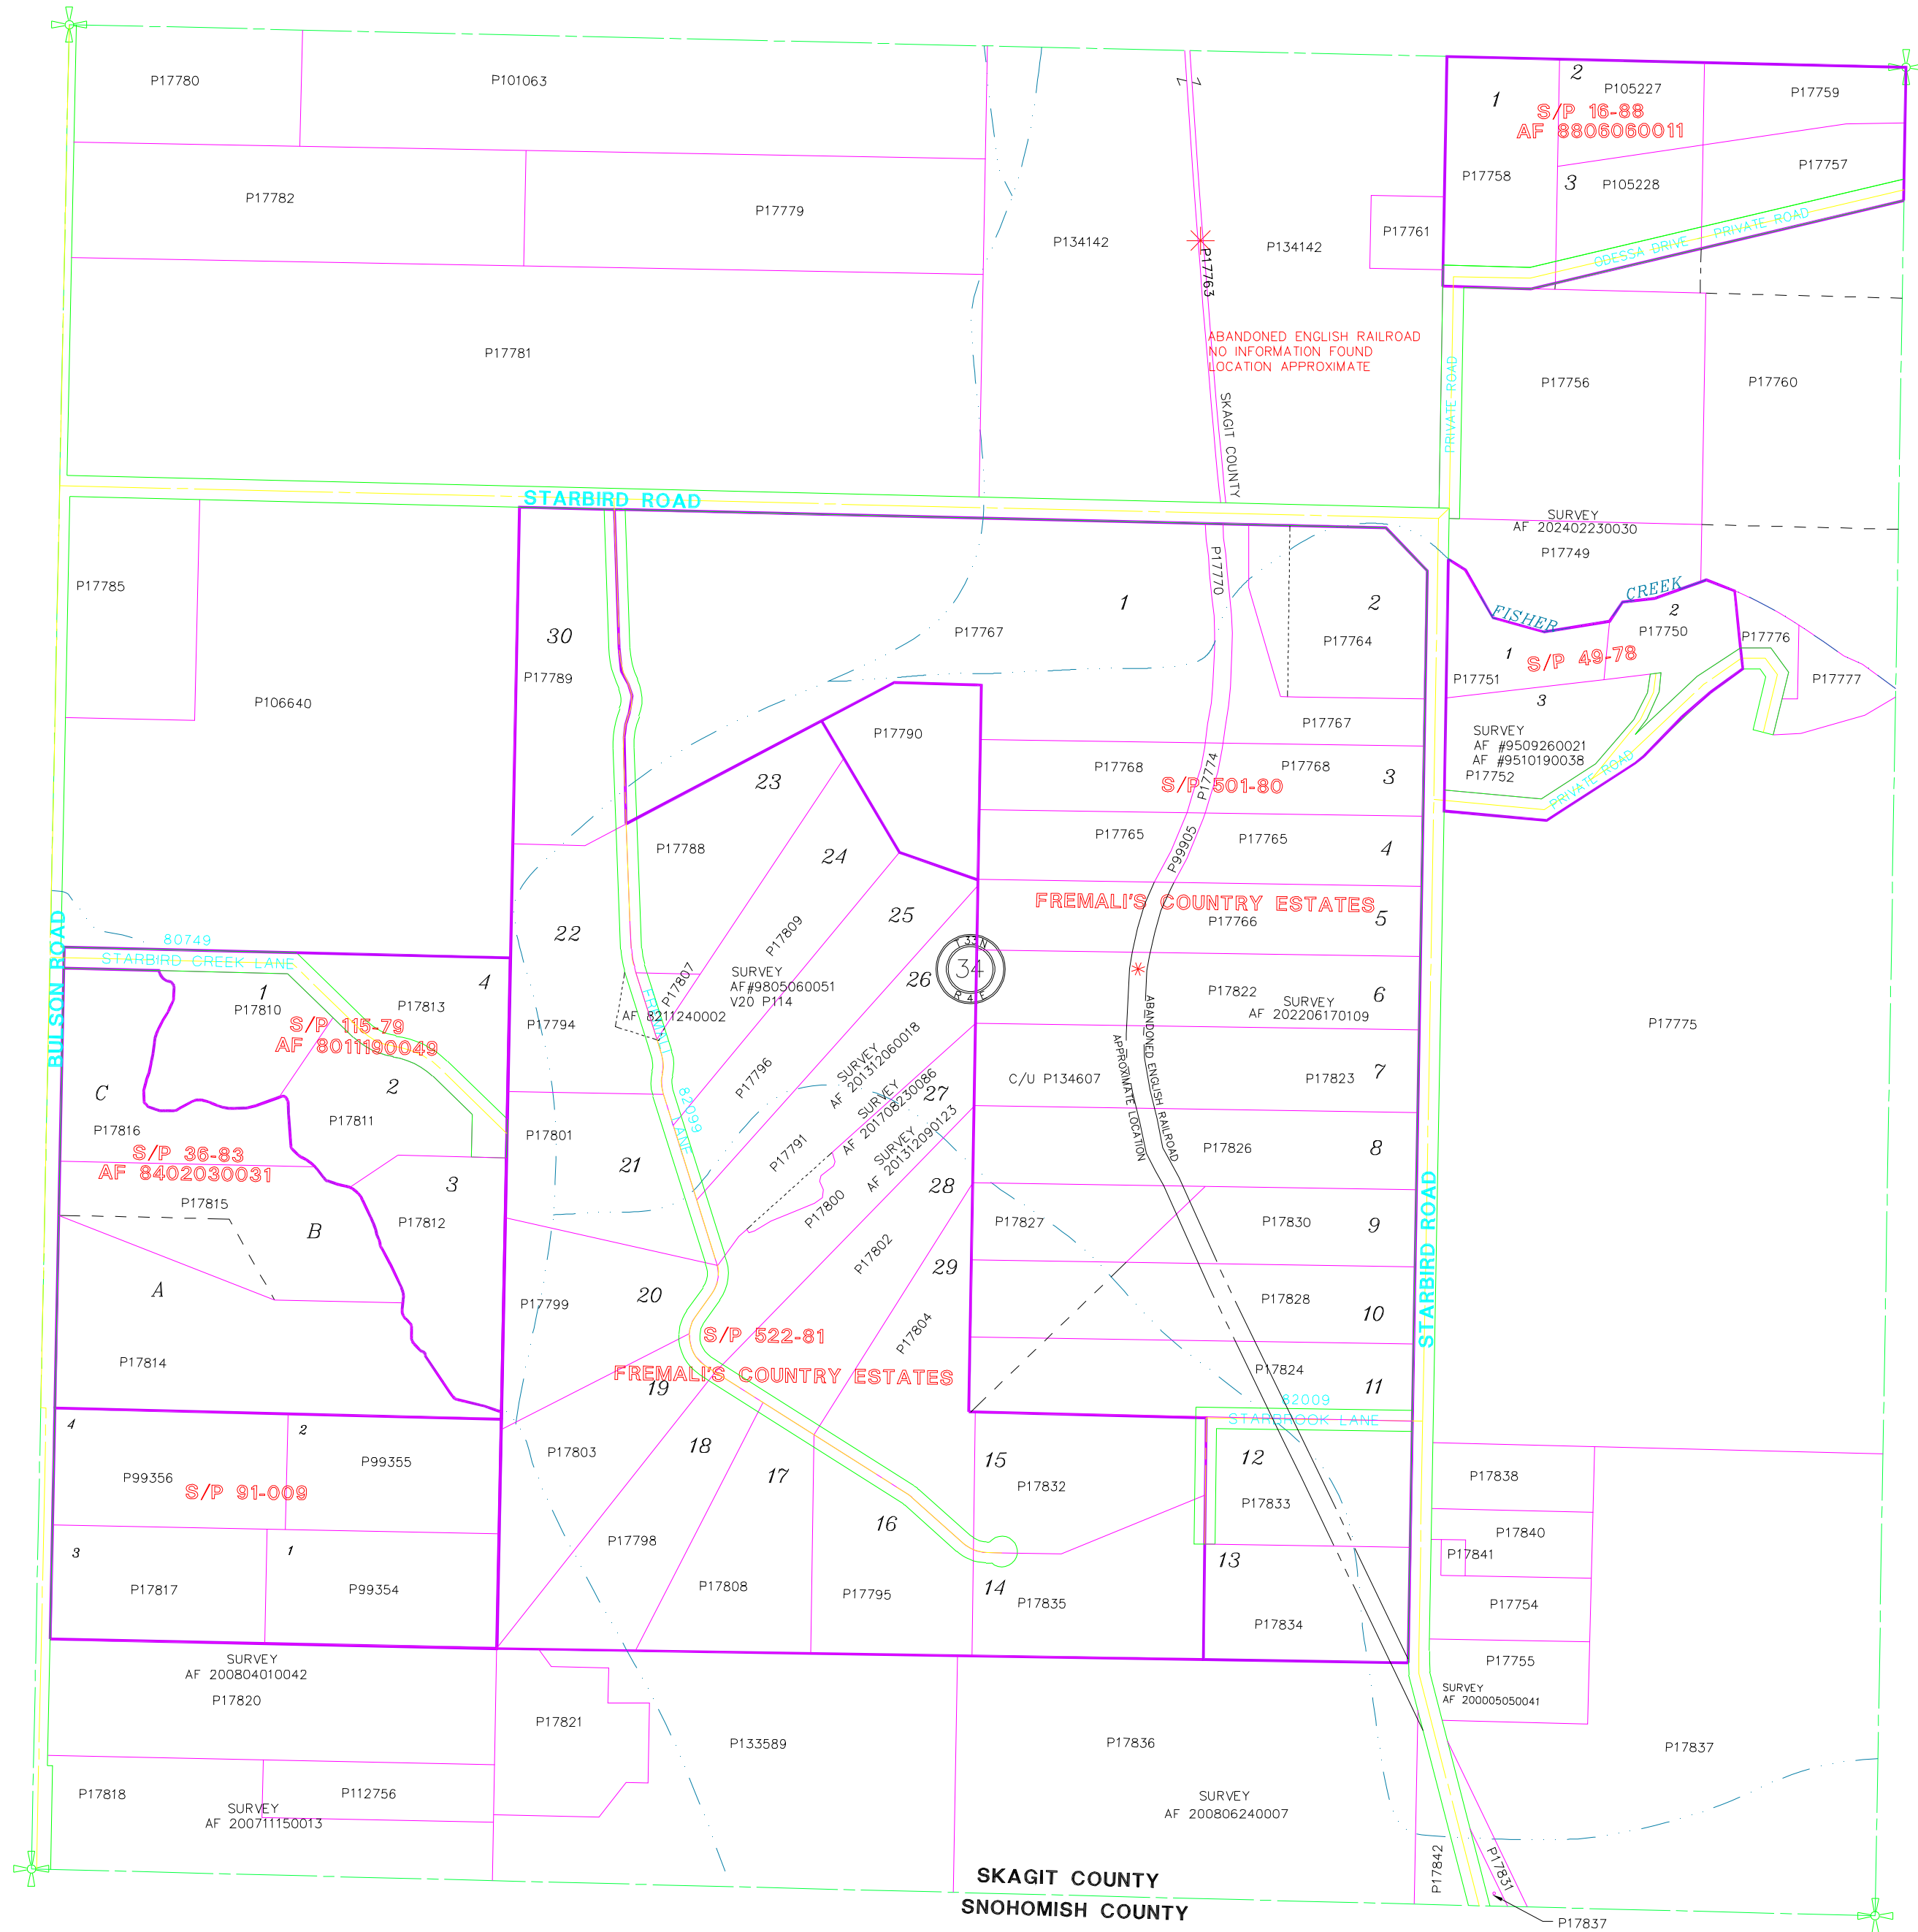 P17780
P101063
2
P105227
P17759
1
S/P 16-88
AF 8806060011
P17758
3
P105228
P17757
P17782
P17779
P134142
P134142
P17761
P17763
ODESSA DRIVE PRIVATE ROAD
ABANDONED ENGLISH RAILROAD
NO INFORMATION FOUND
LOCATION APPROXIMATE
P17781
SKAGIT COUNTY
PRIVATE ROAD
P17756
P17760
STARBIRD ROAD
SURVEY
AF 202402230030
P17749
P17785
P106640
30
P17789
1
P17767
P17770
2
P17764
FISHER CREEK
2
P17750
1
S/P 49-78
P17751
P17776
P17777
3
SURVEY
AF #9509260021
AF #9510190038
P17752
PRIVATE ROAD
P17790
P17767
23
P17768
P17774
P17768
3
S/P 501-80
P17788
24
P17765
P99905
P17765
4
FREMALI'S COUNTRY ESTATES
5
P17766
25
22
P17809
BULSON ROAD
80749
STARBIRD CREEK LANE
4
1
P17810
P17813
S/P 115-79
AF 8011190049
P17807
SURVEY
AF#9805060051
V20 P114
AF 8211240002
P17794
26
T 33 N
34
R 4 E
P17822
6
SURVEY
AF 202206170109
P17775
FREMALI
82099
LANE
SURVEY
AF 201312060018
SURVEY
AF 201708230086
SURVEY
AF 201312090123
P17796
27
C/U P134607
ABANDONED ENGLISH RAILROAD
APPROXIMATE LOCATION
P17823
7
C
2
P17811
P17816
S/P 36-83
AF 8402030031
P17815
3
P17812
B
A
P17814
P17801
21
P17791
P17800
28
P17826
8
P17827
P17830
9
P17802
29
P17799
20
P17804
P17828
10
S/P 522-81
FREMALI'S COUNTRY ESTATES
19
P17824
11
STARBIRD ROAD
82009
STARBROOK LANE
4
P99356
2
P99355
S/P 91-009
3
P17817
1
P99354
P17803
18
17
15
P17832
12
P17833
16
P17798
P17808
P17795
14
P17835
13
P17834
P17838
P17840
P17841
P17754
P17755
SURVEY
AF 200005050041
P17837
SURVEY
AF 200804010042
P17820
P17821
P133589
P17836
P17818
P112756
SURVEY
AF 200711150013
SURVEY
AF 200806240007
P17842
P17831
P17837
SKAGIT COUNTY
SNOHOMISH COUNTY